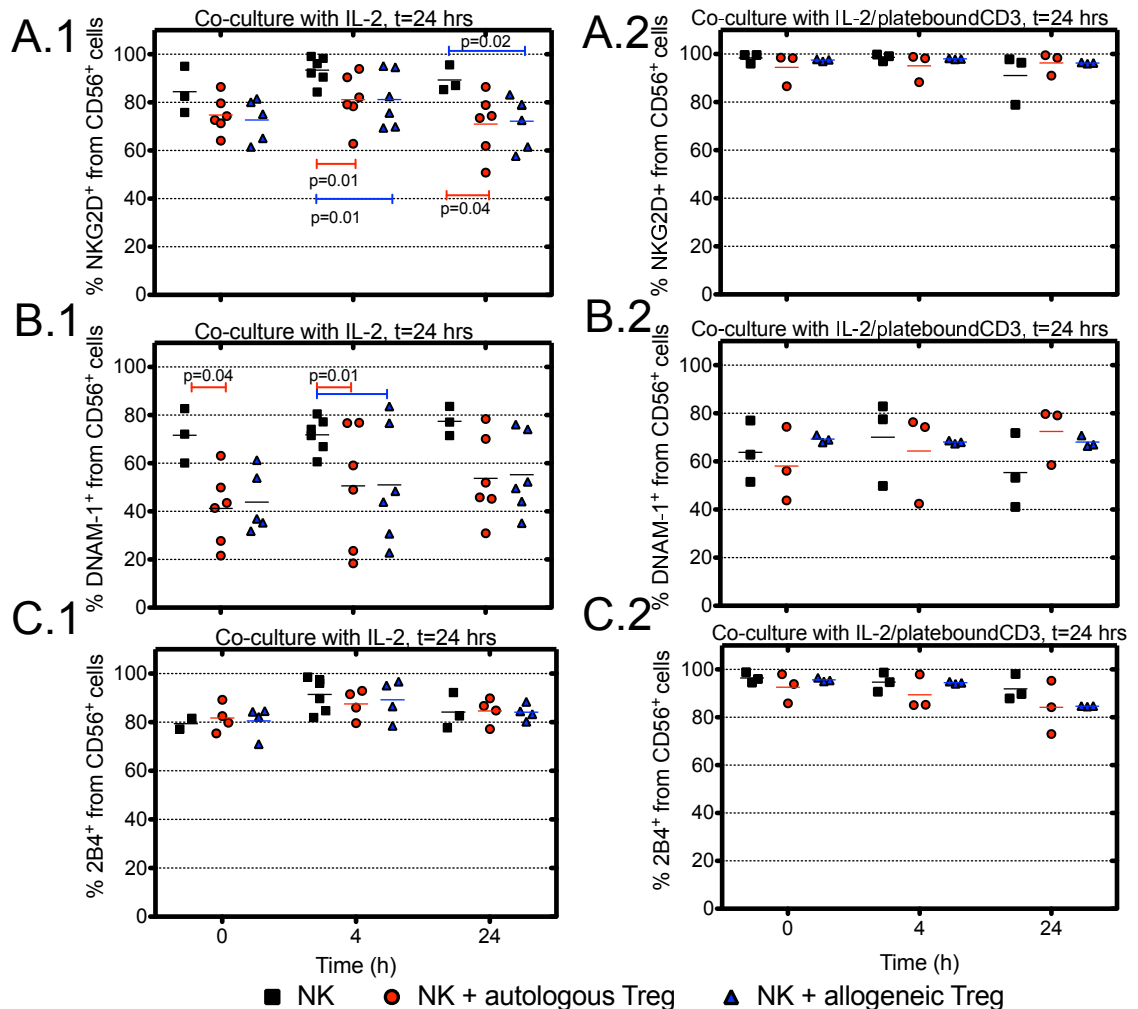 A.1
Co-culture with IL-2, t=24 hrs
% NKG2D⁺ from CD56⁺ cells
100
80
60
40
20
0
p=0.02
p=0.01
p=0.01
p=0.04
A.2
Co-culture with IL-2/plateboundCD3, t=24 hrs
% NKG2D+ from CD56⁺ cells
100
80
60
40
20
0
B.1
Co-culture with IL-2, t=24 hrs
% DNAM-1⁺ from CD56⁺ cells
100
80
60
40
20
0
p=0.04
p=0.01
B.2
Co-culture with IL-2/plateboundCD3, t=24 hrs
% DNAM-1⁺ from CD56⁺ cells
100
80
60
40
20
0
C.1
Co-culture with IL-2, t=24 hrs
% 2B4⁺ from CD56⁺ cells
100
80
60
40
20
0
0 4 24
Time (h)
C.2
Co-culture with IL-2/plateboundCD3, t=24 hrs
% 2B4⁺ from CD56⁺ cells
100
80
60
40
20
0
0 4 24
Time (h)
NK
NK + autologous Treg
NK + allogeneic Treg